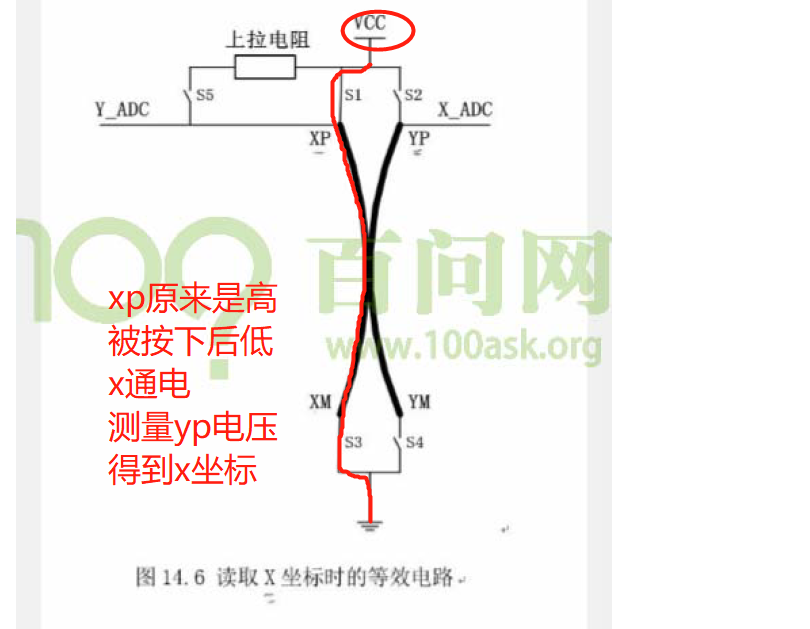 VCC
上拉电阻
S5
S1
S2
Y_ADC
X_ADC
XP
YP
100?
百问网
www.100ask.org
xp原来是高
被按下后低
x通电
测量yp电压
得到x坐标
XM
YM
S3
S4
图 14.6 读取 X 坐标时的等效电路